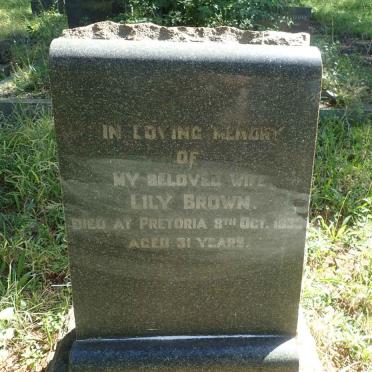 IN LOVING MEMORY
OF
MY BELOVED WIFE
LILY BROWN.
DIED AT PRETORIA 8TH OCT.
AGED 31 YEARS.